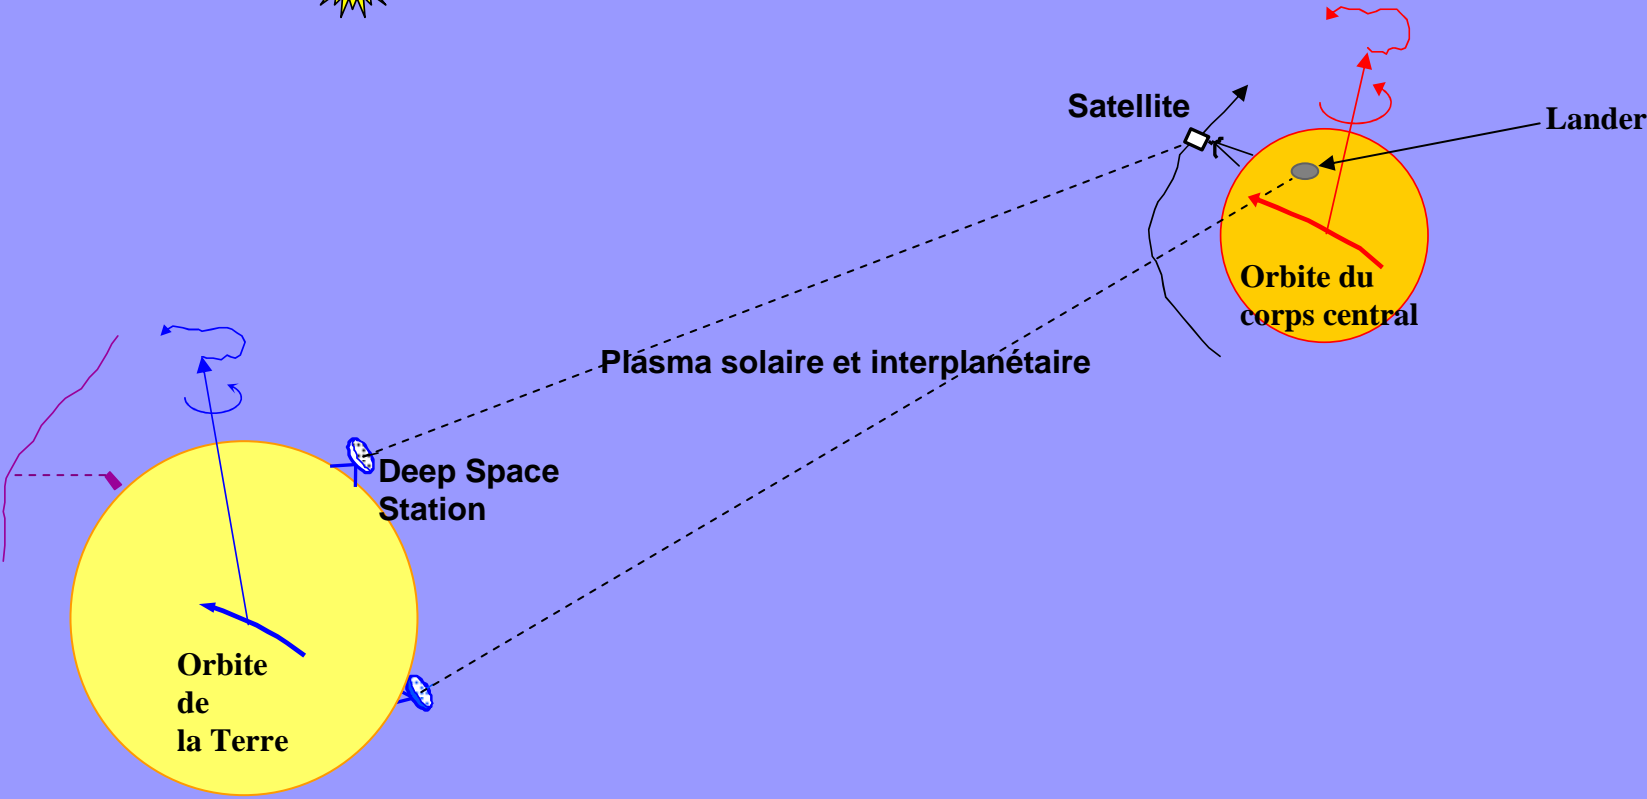 Satellite
Lander
Orbite du
corps central
Plasma solaire et interplanétaire
Deep Space
Station
Orbite
de
la Terre